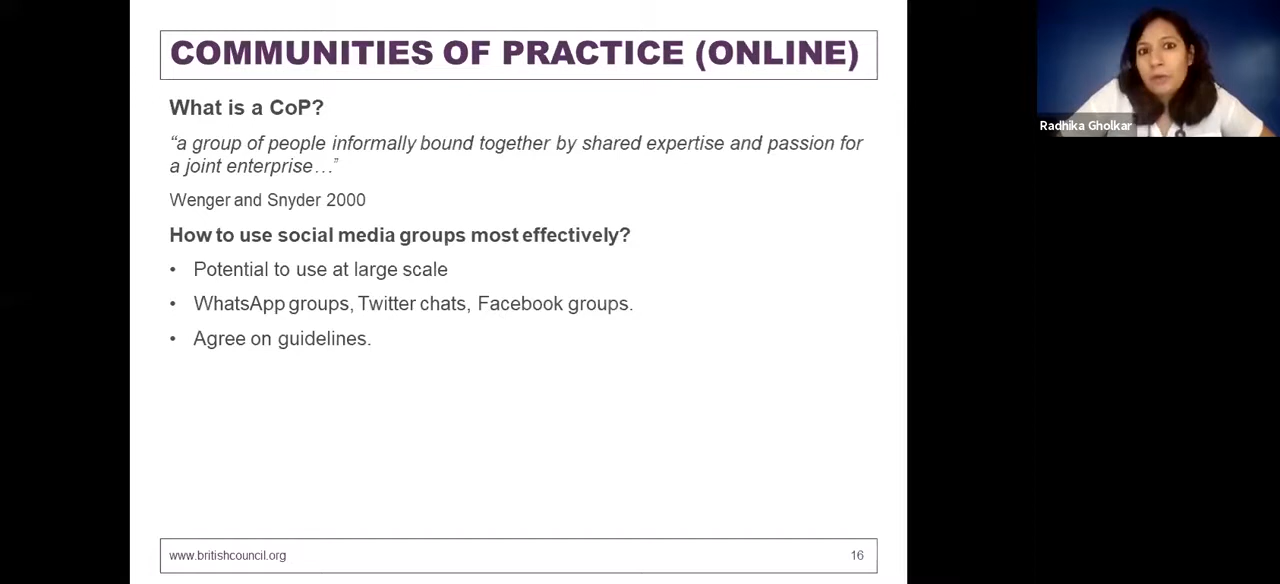 COMMUNITIES OF PRACTICE (ONLINE)
What is a CoP?
“a group of people informally bound together by shared expertise and passion for
a joint enterprise…”
Wenger and Snyder 2000
How to use social media groups most effectively?
• Potential to use at large scale
• WhatsApp groups, Twitter chats, Facebook groups.
• Agree on guidelines.
www.britishcouncil.org
16
Radhika Gholkar